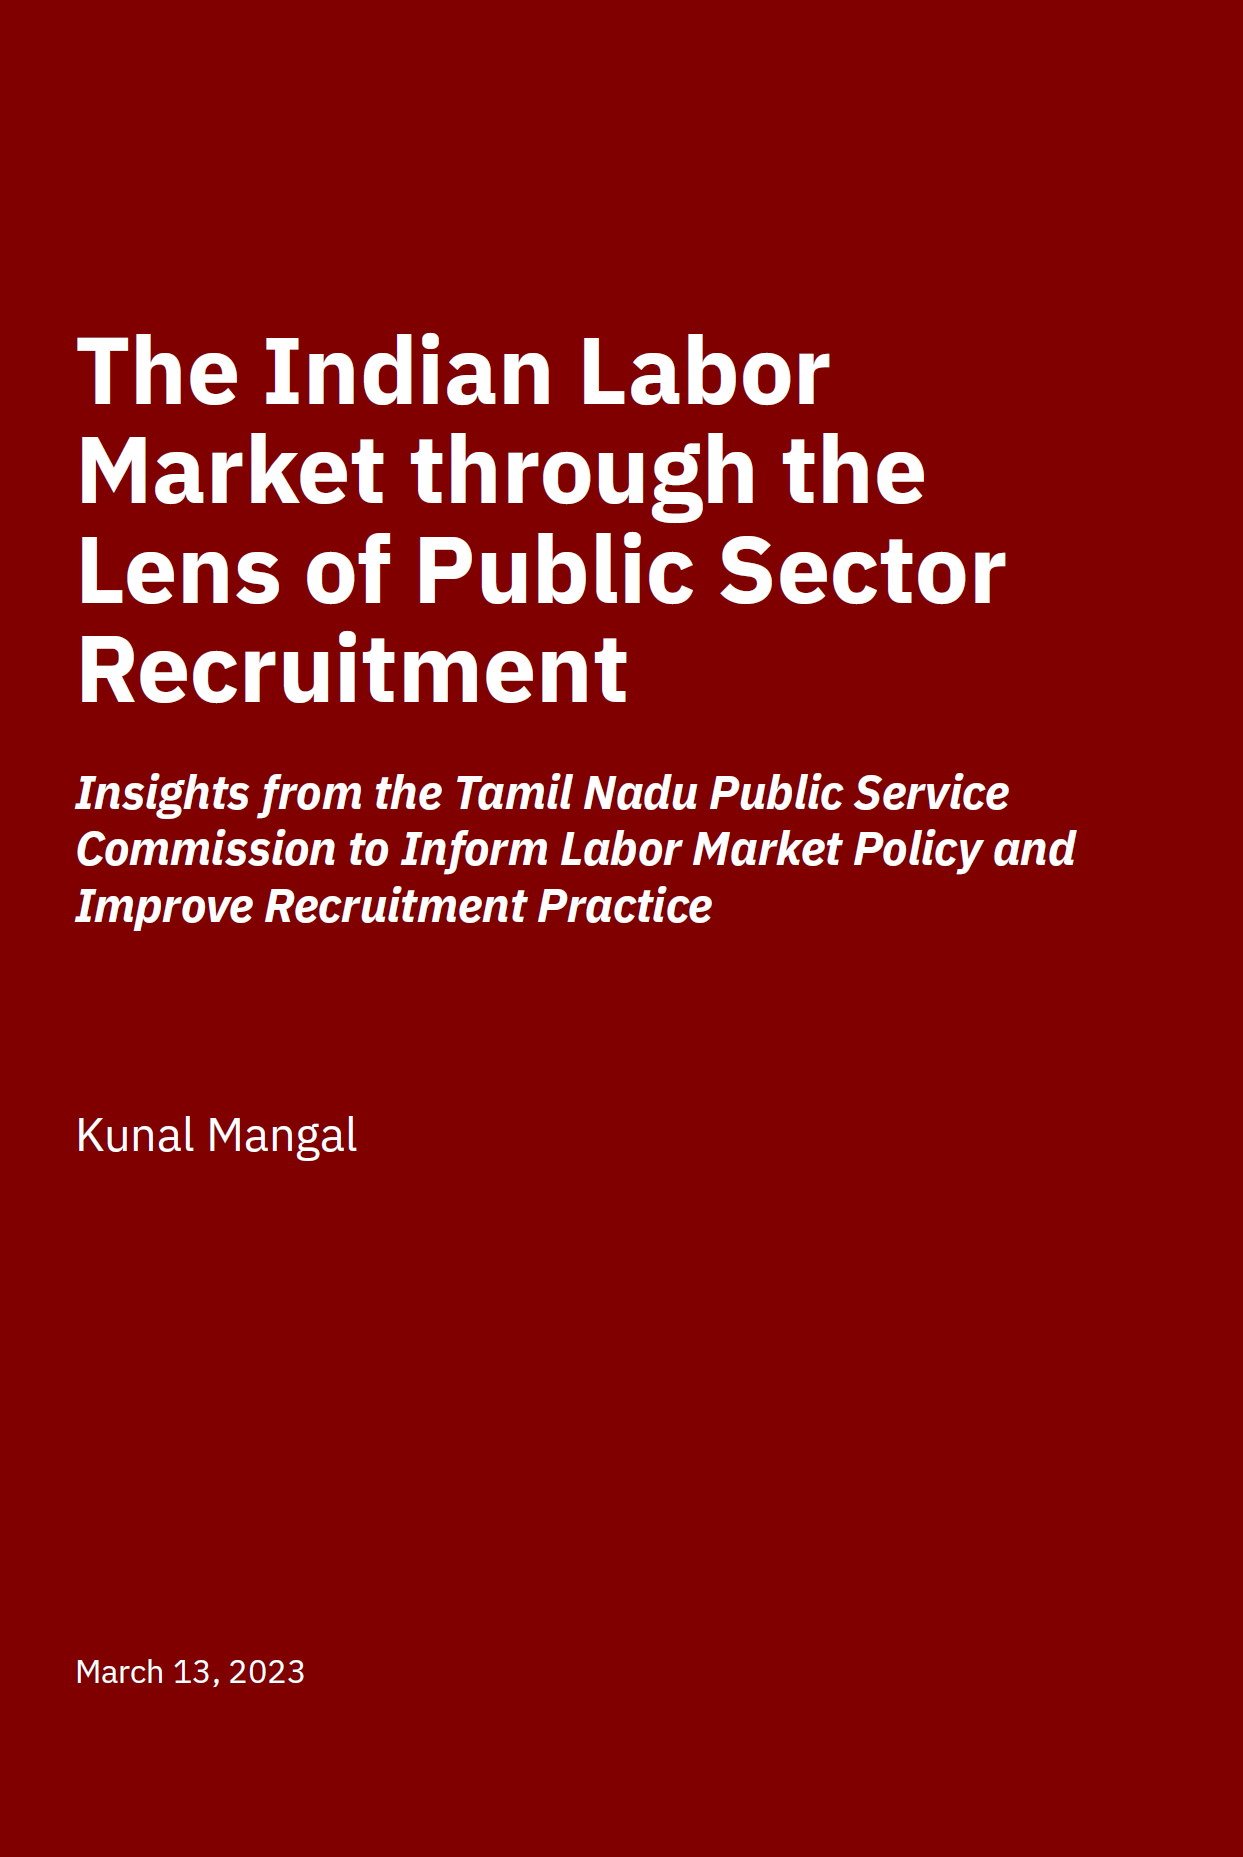 The Indian Labor
Market through the
Lens of Public Sector
Recruitment
Insights from the Tamil Nadu Public Service
Commission to Inform Labor Market Policy and
Improve Recruitment Practice
Kunal Mangal
March 13, 2023